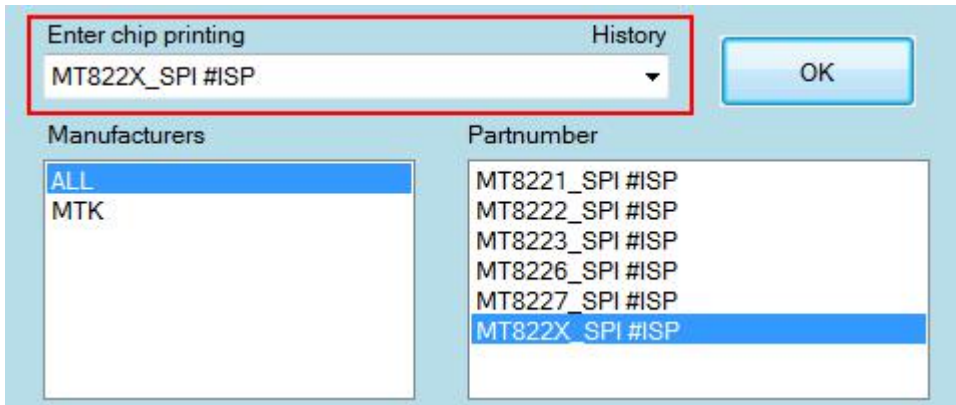 Enter chip printing History
MT822X_SPI #ISP
OK
Manufacturers
ALL
MTK
Partnumber
MT8221_SPI #ISP
MT8222_SPI #ISP
MT8223_SPI #ISP
MT8226_SPI #ISP
MT8227_SPI #ISP
MT822X_SPI #ISP